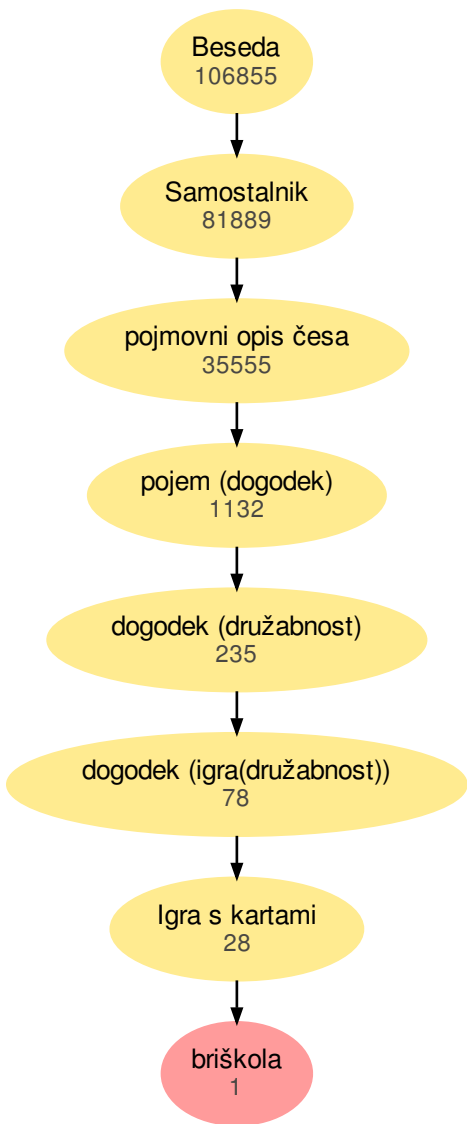 Beseda
106855
Samostalnik
81889
pojmovni opis česa
35555
pojem (dogodek)
1132
dogodek (družabnost)
235
dogodek (igra(družabnost))
78
Igra s kartami
28
briškola
1